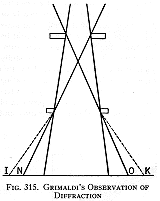 I N O K
FIG. 315. GRIMALDI'S OBSERVATION OF
DIFFRACTION